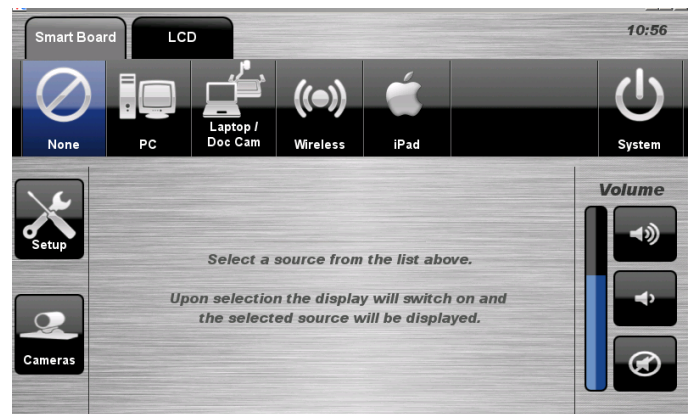 Smart Board
LCD
10:56
None
PC
Laptop /
Doc Cam
Wireless
iPad
System
Setup
Cameras
Select a source from the list above.
Upon selection the display will switch on and
the selected source will be displayed.
Volume